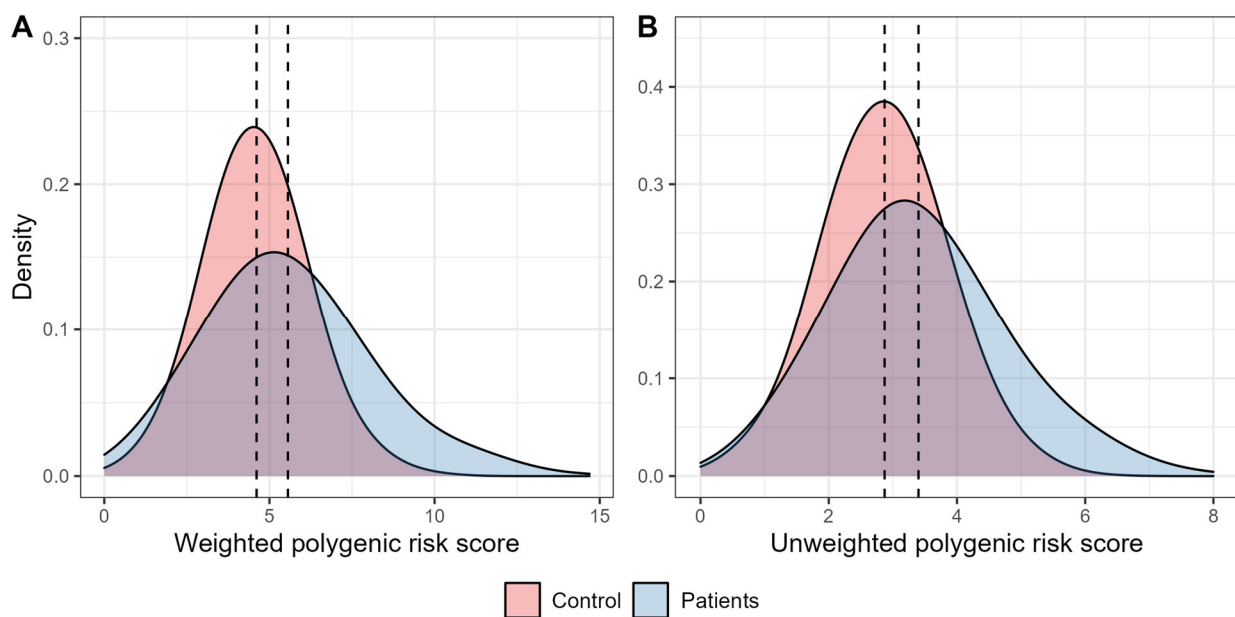 A
0.3
0.2
0.1
0.0
Density
0 5 10 15
Weighted polygenic risk score
B
0.4
0.3
0.2
0.1
0.0
0 2 4 6 8
Unweighted polygenic risk score
Control Patients